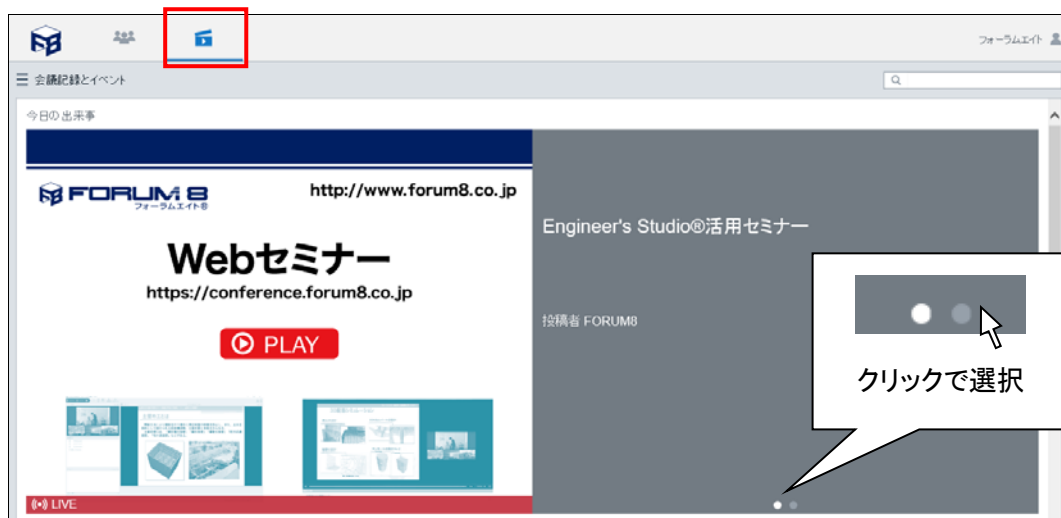 フォーラムエイト
会議記録とイベント
今日の出来事
FORUM 8
フォーラムエイト®
http://www.forum8.co.jp
Webセミナー
https://conference.forum8.co.jp
PLAY
LIVE
Engineer's Studio®活用セミナー
投稿者 FORUM8
クリックで選択